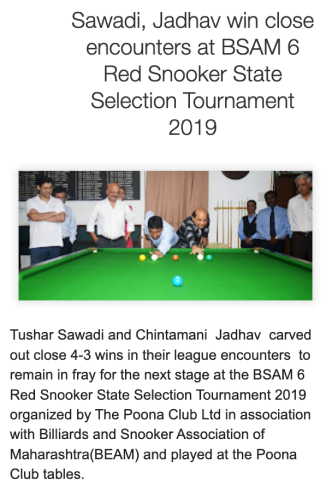 Sawadi, Jadhav win close
encounters at BSAM 6
Red Snooker State
Selection Tournament
2019
Tushar Sawadi and Chintamani Jadhav carved
out close 4-3 wins in their league encounters to
remain in fray for the next stage at the BSAM 6
Red Snooker State Selection Tournament 2019
organized by The Poona Club Ltd in association
with Billiards and Snooker Association of
Maharashtra(BEAM) and played at the Poona
Club tables.